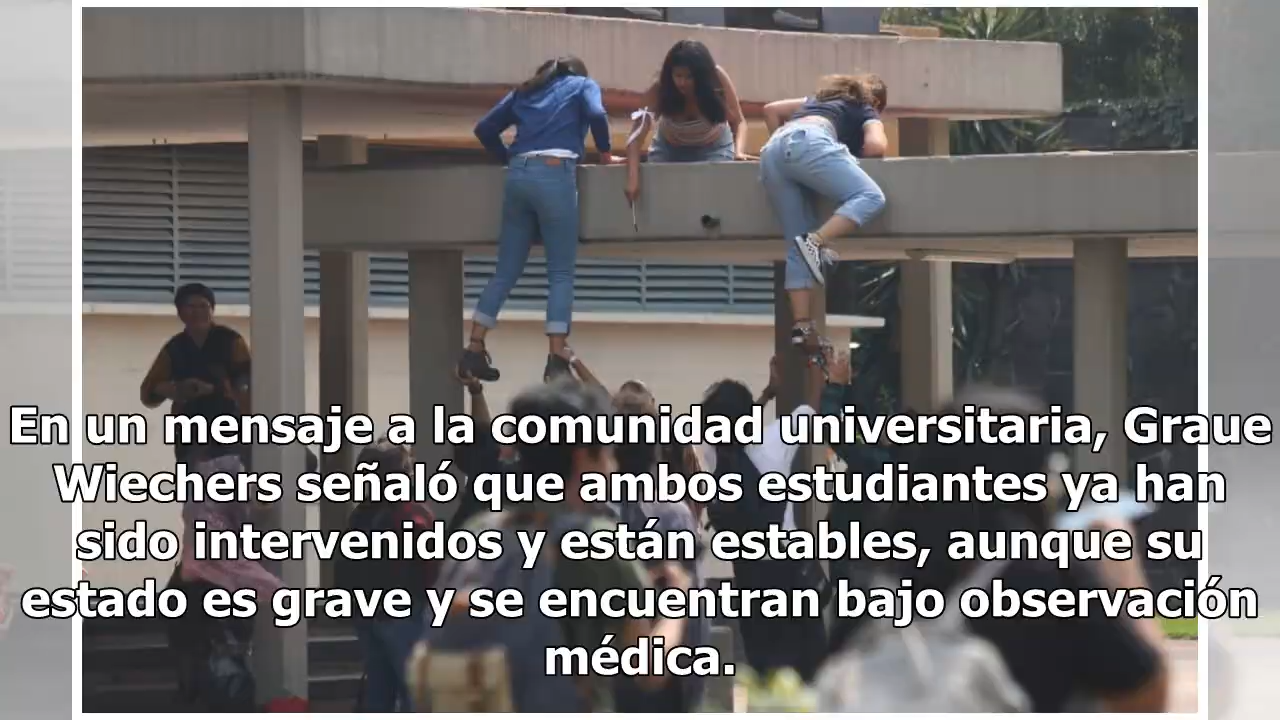 En un mensaje a la comunidad universitaria, Graue
Wiechers señaló que ambos estudiantes ya han
sido intervenidos y están estables, aunque su
estado es grave y se encuentran bajo observación
médica.